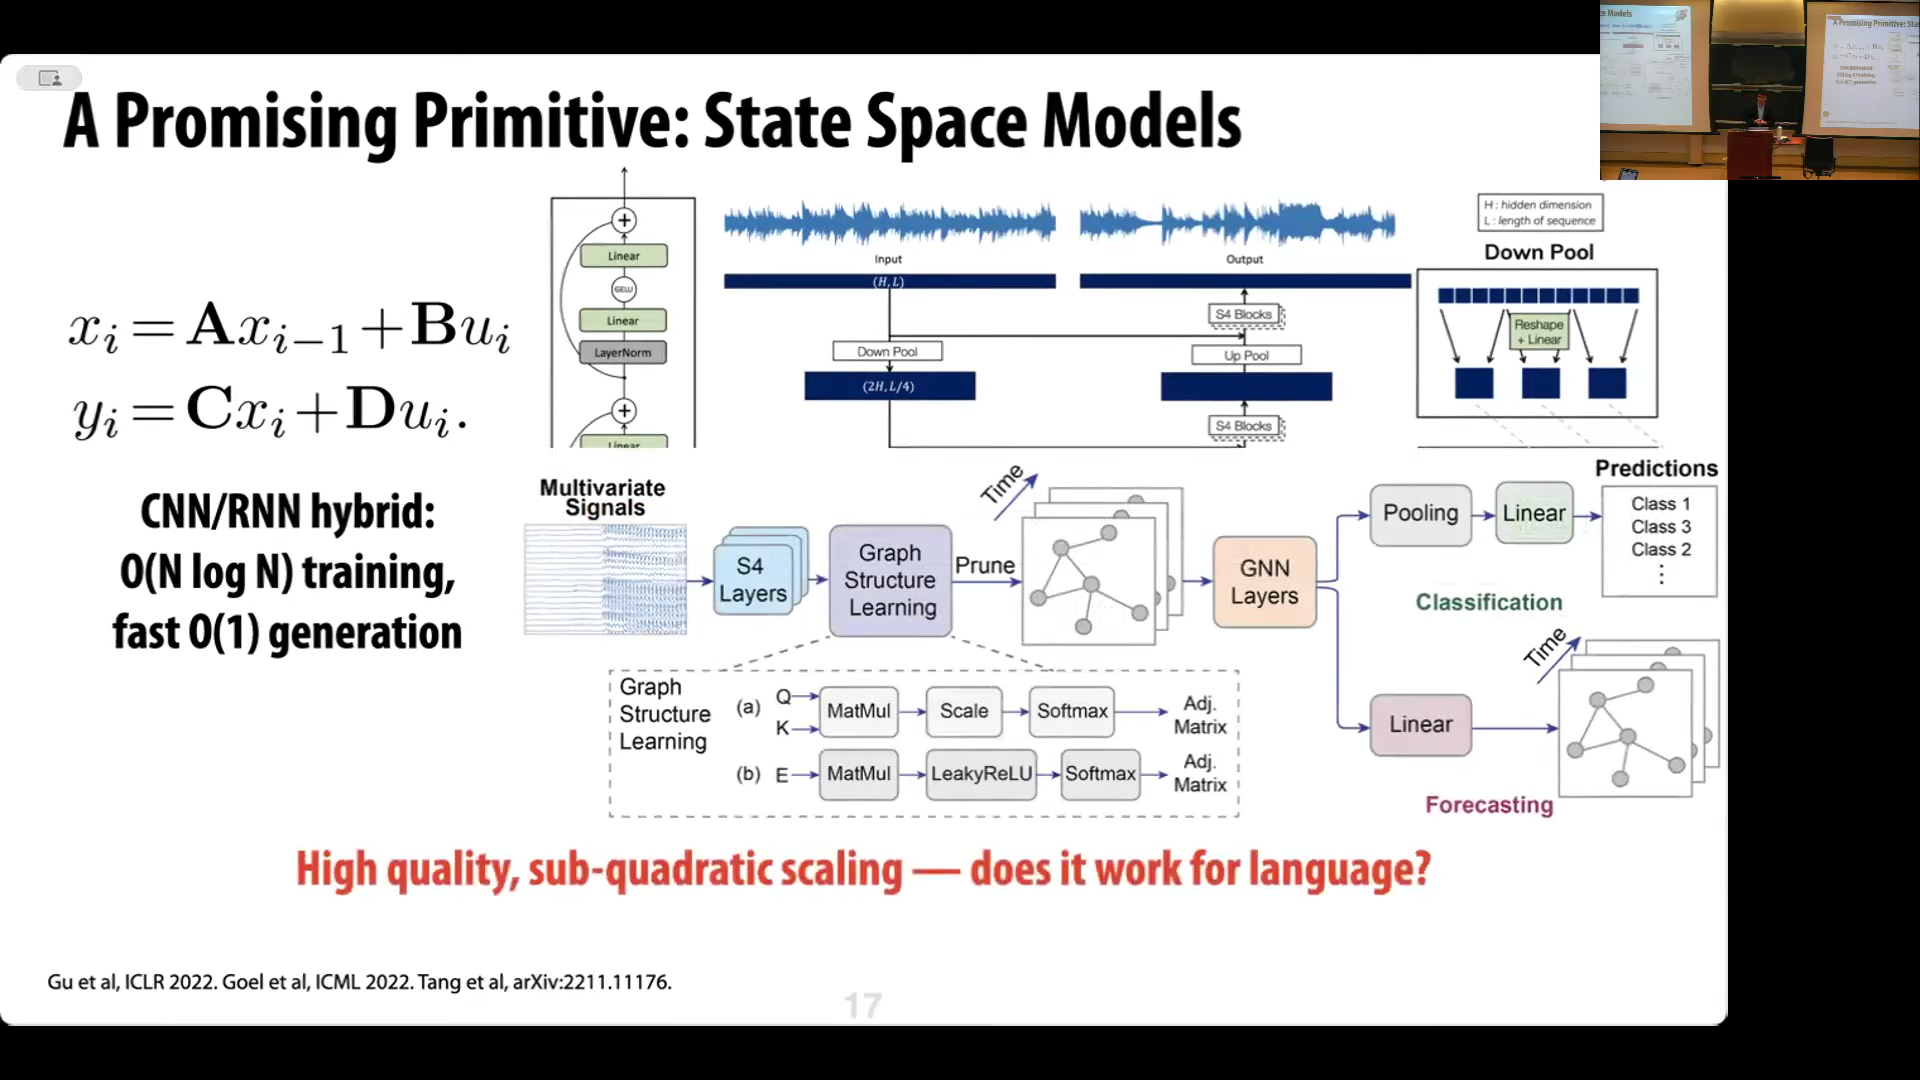 A Promising Primitive: State Space Models
x_i = Ax_{i−1} + Bu_i
y_i = Cx_i + Du_i.
CNN/RNN hybrid:
O(N log N) training,
fast O(1) generation
+
Linear
GELU
Linear
LayerNorm
+
Linear
Input
(H, L)
Down Pool
(2H, L/4)
Output
S4 Blocks
Up Pool
S4 Blocks
H : hidden dimension
L : length of sequence
Down Pool
Reshape
+ Linear
Multivariate
Signals
S4
Layers
Graph
Structure
Learning
Prune
Time
GNN
Layers
Pooling
Linear
Predictions
Class 1
Class 3
Class 2
⋮
Classification
Linear
Time
Forecasting
Graph
Structure
Learning
(a) Q K MatMul Scale Softmax Adj. Matrix
(b) E MatMul LeakyReLU Softmax Adj. Matrix
High quality, sub-quadratic scaling — does it work for language?
Gu et al, ICLR 2022. Goel et al, ICML 2022. Tang et al, arXiv:2211.11176.
17